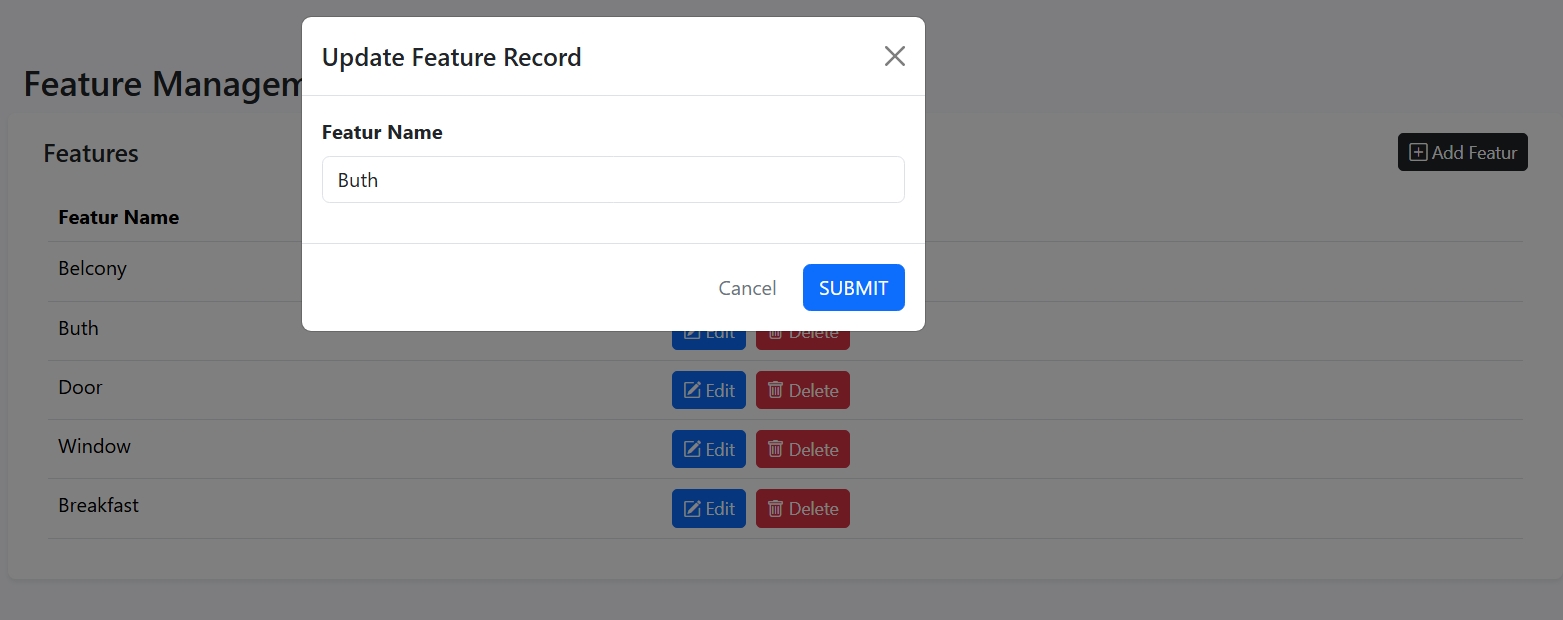 Update Feature Record
Feature Managem
Featur Name
Buth
Cancel
SUBMIT
Features
Add Featur
Featur Name
Belcony
Buth
Edit Delete
Door
Edit Delete
Window
Edit Delete
Breakfast
Edit Delete